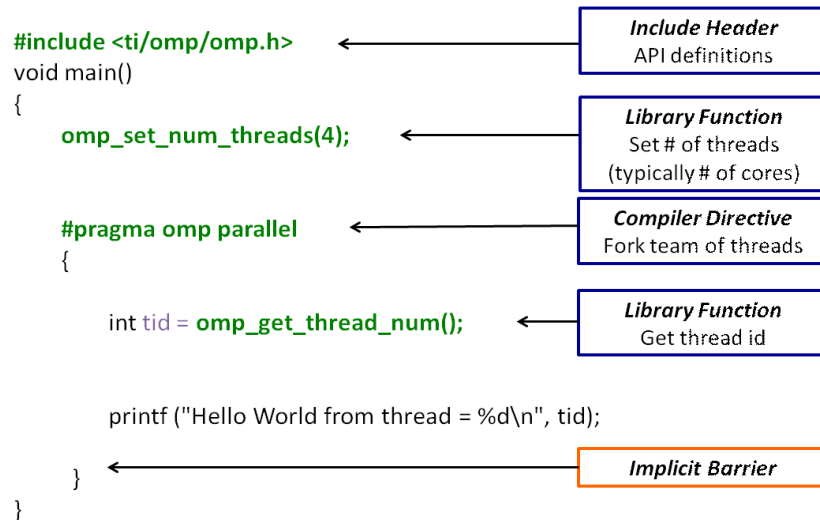 #include <ti/omp/omp.h>
Include Header
API definitions
void main()
{
omp_set_num_threads(4);
Library Function
Set # of threads
(typically # of cores)
#pragma omp parallel
Compiler Directive
Fork team of threads
{
int tid = omp_get_thread_num();
Library Function
Get thread id
printf ("Hello World from thread = %d\n", tid);
}
Implicit Barrier
}